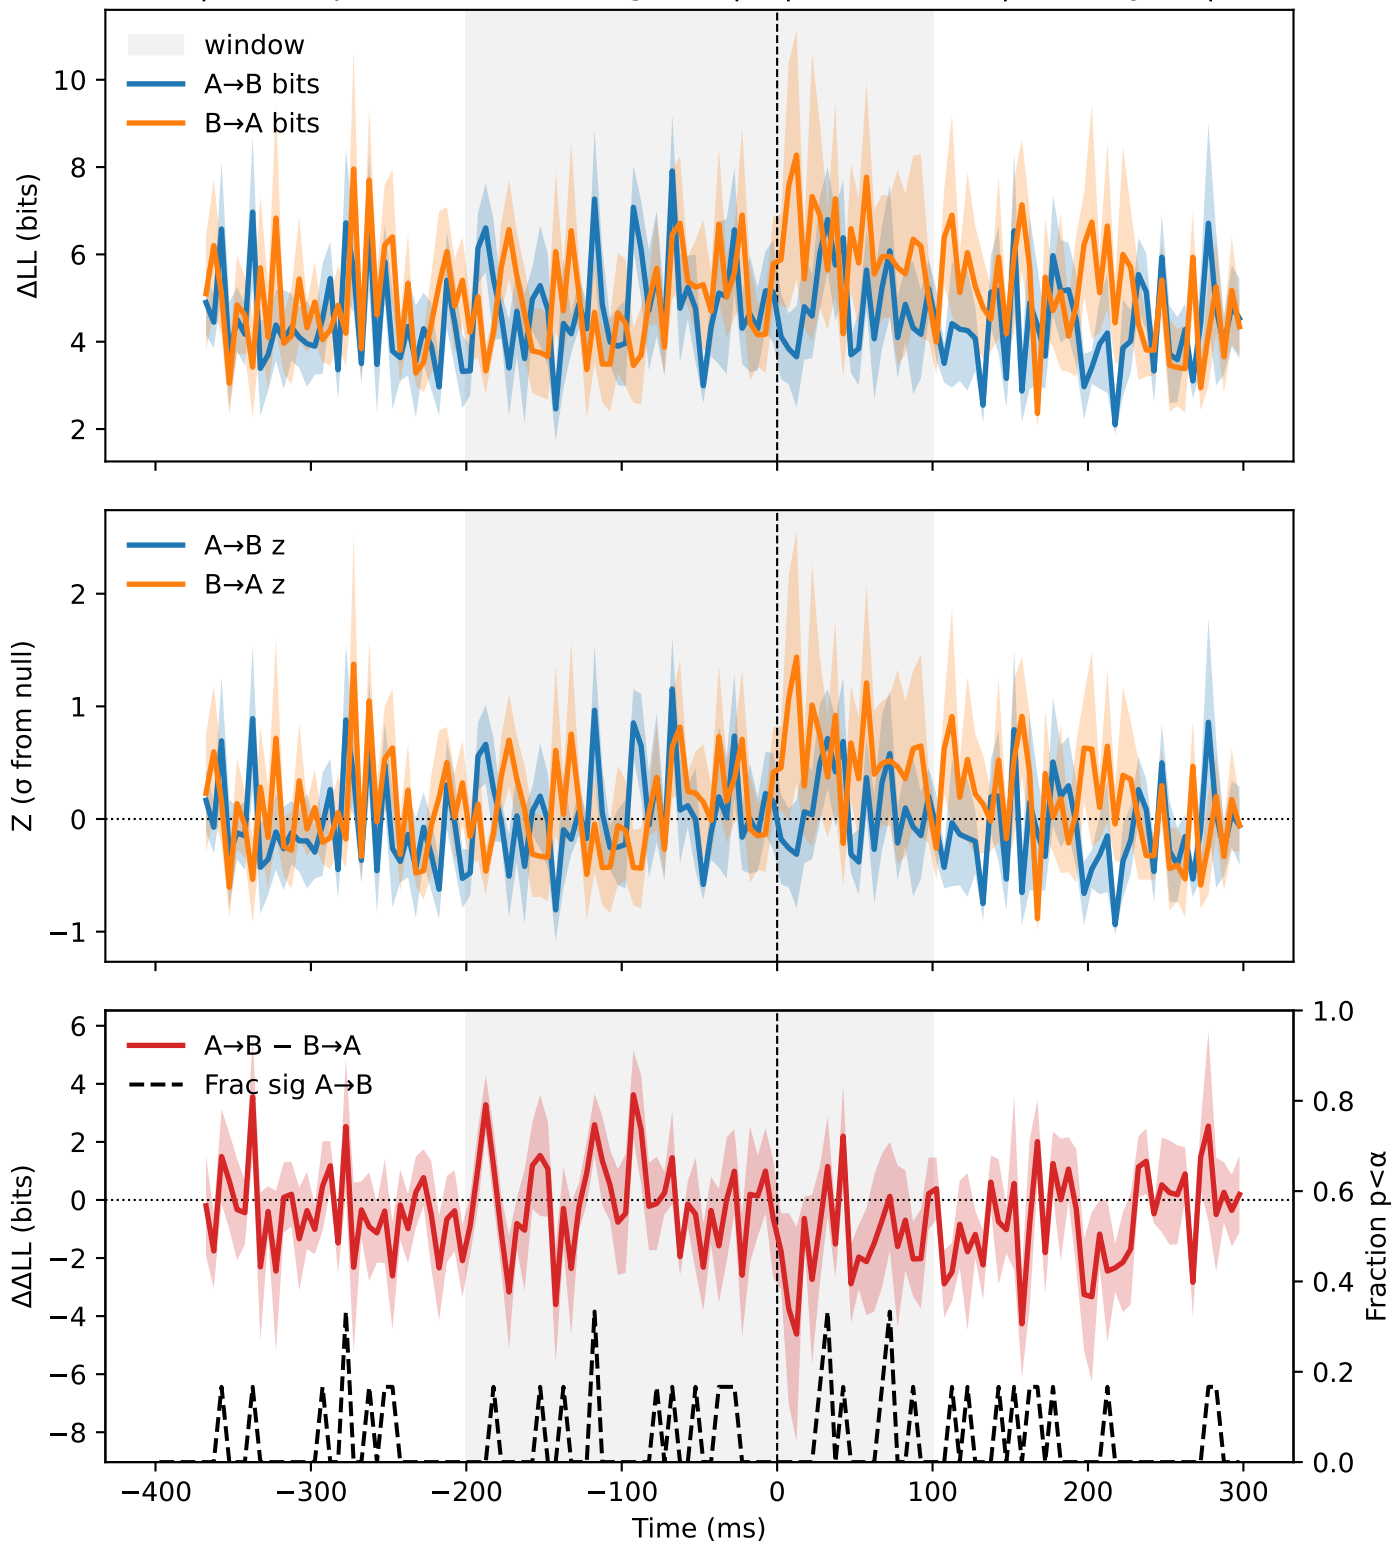 window
A→B bits
B→A bits
ΔLL (bits)
10
8
6
4
2
A→B z
B→A z
Z (σ from null)
2
1
0
−1
A→B − B→A
Frac sig A→B
ΔΔLL (bits)
6
4
2
0
−2
−4
−6
−8
1.0
0.8
0.6
0.4
0.2
0.0
Fraction p<α
−400
−300
−200
−100
0
100
200
300
Time (ms)